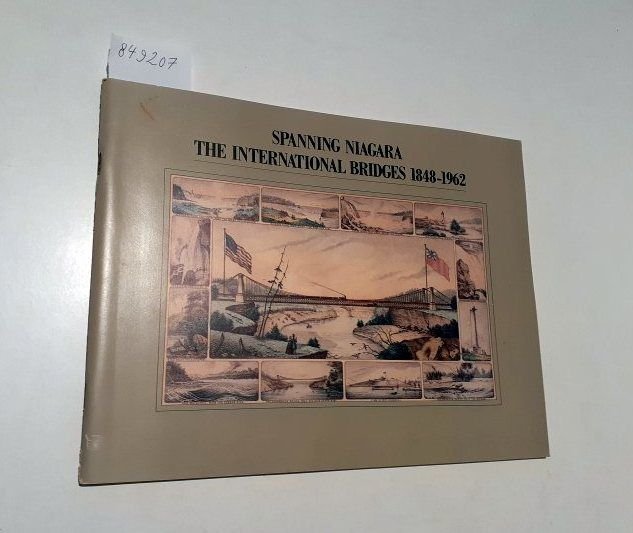 849207
SPANNING NIAGARA
THE INTERNATIONAL BRIDGES 1848-1962